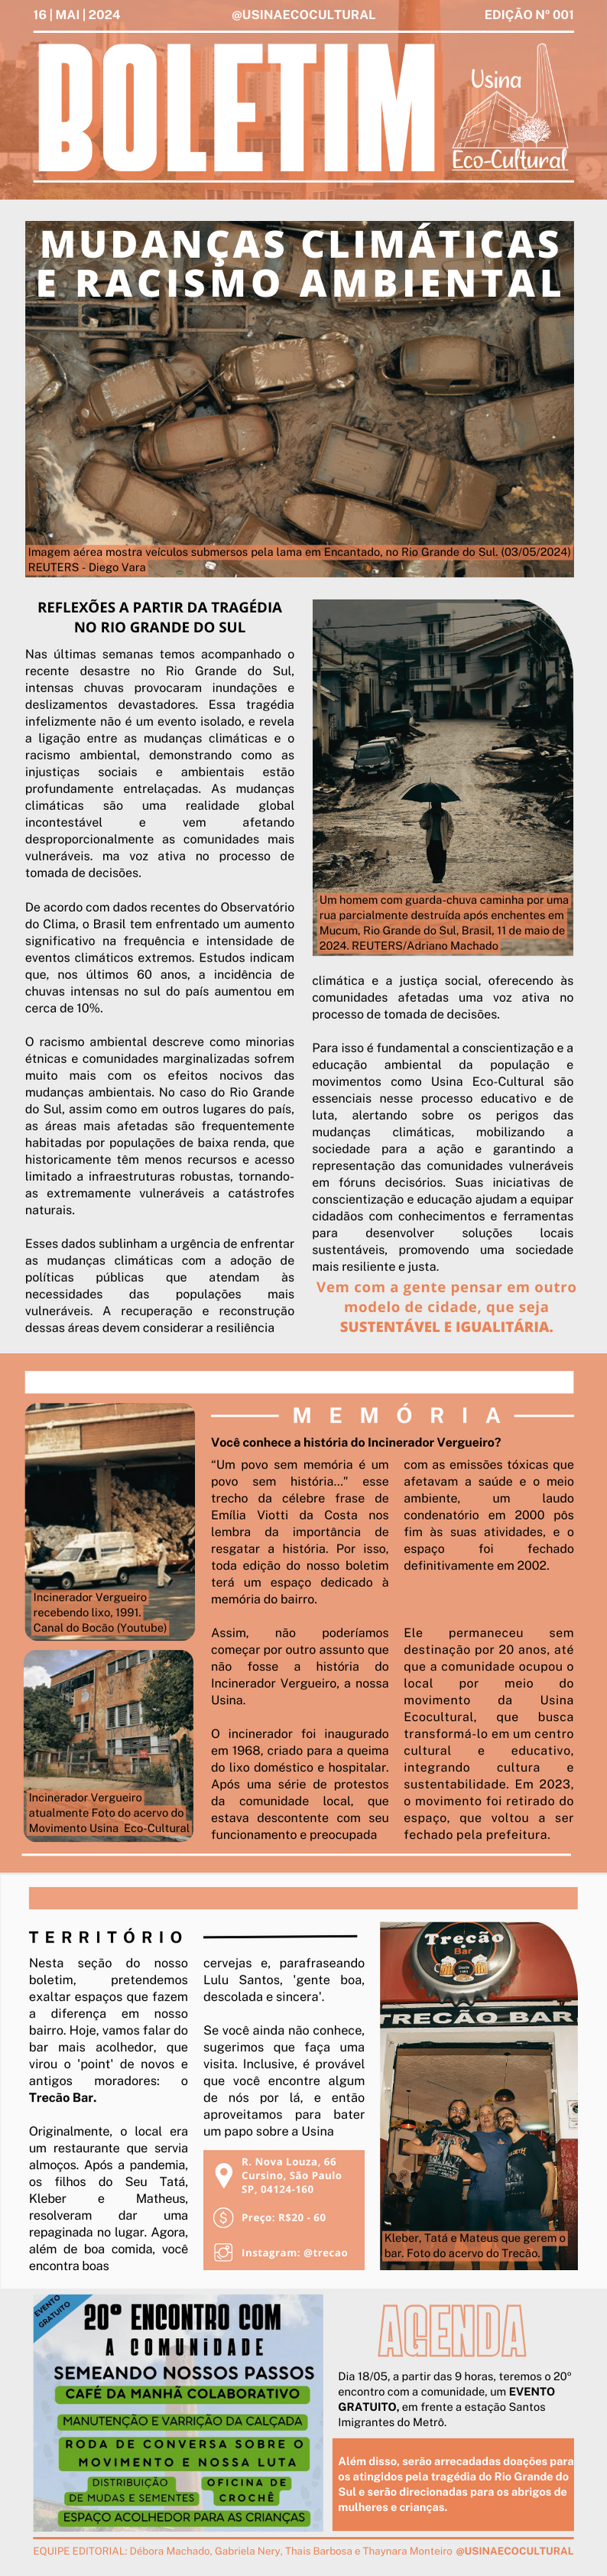 16 | MAI | 2024
@USINAECOCULTURAL
EDIÇÃO Nº 001
BOLETIM
Usina
Eco-Cultural
MUDANÇAS CLIMÁTICAS
E RACISMO AMBIENTAL
Imagem aérea mostra veículos submersos pela lama em Encantado, no Rio Grande do Sul. (03/05/2024)
REUTERS - Diego Vara
REFLEXÕES A PARTIR DA TRAGÉDIA
NO RIO GRANDE DO SUL
Nas últimas semanas temos acompanhado o
recente desastre no Rio Grande do Sul,
intensas chuvas provocaram inundações e
deslizamentos devastadores. Essa tragédia
infelizmente não é um evento isolado, e revela
a ligação entre as mudanças climáticas e o
racismo ambiental, demonstrando como as
injustiças sociais e ambientais estão
profundamente entrelaçadas. As mudanças
climáticas são uma realidade global
incontestável e vem afetando
desproporcionalmente as comunidades mais
vulneráveis. ma voz ativa no processo de
tomada de decisões.
De acordo com dados recentes do Observatório
do Clima, o Brasil tem enfrentado um aumento
significativo na frequência e intensidade de
eventos climáticos extremos. Estudos indicam
que, nos últimos 60 anos, a incidência de
chuvas intensas no sul do país aumentou em
cerca de 10%.
O racismo ambiental descreve como minorias
étnicas e comunidades marginalizadas sofrem
muito mais com os efeitos nocivos das
mudanças ambientais. No caso do Rio Grande
do Sul, assim como em outros lugares do país,
as áreas mais afetadas são frequentemente
habitadas por populações de baixa renda, que
historicamente têm menos recursos e acesso
limitado a infraestruturas robustas, tornando-
as extremamente vulneráveis a catástrofes
naturais.
Esses dados sublinham a urgência de enfrentar
as mudanças climáticas com a adoção de
políticas públicas que atendam às
necessidades das populações mais
vulneráveis. A recuperação e reconstrução
dessas áreas devem considerar a resiliência
Um homem com guarda-chuva caminha por uma
rua parcialmente destruída após enchentes em
Mucum, Rio Grande do Sul, Brasil, 11 de maio de
2024. REUTERS/Adriano Machado
climática e a justiça social, oferecendo às
comunidades afetadas uma voz ativa no
processo de tomada de decisões.
Para isso é fundamental a conscientização e a
educação ambiental da população e
movimentos como Usina Eco-Cultural são
essenciais nesse processo educativo e de
luta, alertando sobre os perigos das
mudanças climáticas, mobilizando a
sociedade para a ação e garantindo a
representação das comunidades vulneráveis
em fóruns decisórios. Suas iniciativas de
conscientização e educação ajudam a equipar
cidadãos com conhecimentos e ferramentas
para desenvolver soluções locais
sustentáveis, promovendo uma sociedade
mais resiliente e justa.
Vem com a gente pensar em outro
modelo de cidade, que seja
SUSTENTÁVEL E IGUALITÁRIA.
MEMÓRIA
Incinerador Vergueiro
recebendo lixo, 1991.
Canal do Bocão (Youtube)
Incinerador Vergueiro
atualmente Foto do acervo do
Movimento Usina Eco-Cultural
Você conhece a história do Incinerador Vergueiro?
"Um povo sem memória é um
povo sem história..." esse
trecho da célebre frase de
Emília Viotti da Costa nos
lembra da importância de
resgatar a história. Por isso,
toda edição do nosso boletim
terá um espaço dedicado à
memória do bairro.
Assim, não poderíamos
começar por outro assunto que
não fosse a história do
Incinerador Vergueiro, a nossa
Usina.
O incinerador foi inaugurado
em 1968, criado para a queima
do lixo doméstico e hospitalar.
Após uma série de protestos
da comunidade local, que
estava descontente com seu
funcionamento e preocupada
com as emissões tóxicas que
afetavam a saúde e o meio
ambiente, um laudo
condenatório em 2000 pôs
fim às suas atividades, e o
espaço foi fechado
definitivamente em 2002.
Ele permaneceu sem
destinação por 20 anos, até
que a comunidade ocupou o
local por meio do
movimento da Usina
Ecocultural, que busca
transformá-lo em um centro
cultural e educativo,
integrando cultura e
sustentabilidade. Em 2023,
o movimento foi retirado do
espaço, que voltou a ser
fechado pela prefeitura.
TERRITÓRIO
Nesta seção do nosso
boletim, pretendemos
exaltar espaços que fazem
a diferença em nosso
bairro. Hoje, vamos falar do
bar mais acolhedor, que
virou o 'point' de novos e
antigos moradores: o
Trecão Bar.
Originalmente, o local era
um restaurante que servia
almoços. Após a pandemia,
os filhos do Seu Tatá,
Kleber e Matheus,
resolveram dar uma
repaginada no lugar. Agora,
além de boa comida, você
encontra boas
cervejas e, parafraseando
Lulu Santos, 'gente boa,
descolada e sincera'.
Se você ainda não conhece,
sugerimos que faça uma
visita. Inclusive, é provável
que você encontre algum
de nós por lá, e então
aproveitamos para bater
um papo sobre a Usina
R. Nova Louza, 66
Cursino, São Paulo
SP, 04124-160
Preço: R$20 - 60
Instagram: @trecao
Trecão
Bar
TRECÃO BAR
Kleber, Tatá e Mateus que gerem o
bar. Foto do acervo do Trecão.
EVENTO
GRATUITO
20º ENCONTRO COM
A COMUNIDADE
SEMEANDO NOSSOS PASSOS
CAFÉ DA MANHÃ COLABORATIVO
MANUTENÇÃO E VARRIÇÃO DA CALÇADA
RODA DE CONVERSA SOBRE O
MOVIMENTO E NOSSA LUTA
DISTRIBUIÇÃO
DE MUDAS E SEMENTES
OFICINA DE
CROCHÊ
ESPAÇO ACOLHEDOR PARA AS CRIANÇAS
AGENDA
Dia 18/05, a partir das 9 horas, teremos o 20º
encontro com a comunidade, um EVENTO
GRATUITO, em frente a estação Santos
Imigrantes do Metrô.
Além disso, serão arrecadadas doações para
os atingidos pela tragédia do Rio Grande do
Sul e serão direcionadas para os abrigos de
mulheres e crianças.
EQUIPE EDITORIAL: Débora Machado, Gabriela Nery, Thais Barbosa e Thaynara Monteiro @USINAECOCULTURAL